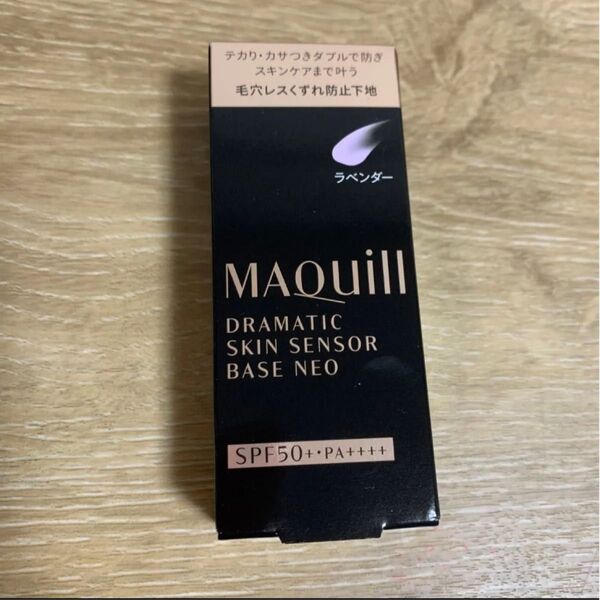 テカリ・カサつきダブルで防ぎ
スキンケアまで叶う
毛穴レスくずれ防止下地
ラベンダー
MAQuill
DRAMATIC
SKIN SENSOR
BASE NEO
SPF50+・PA++++